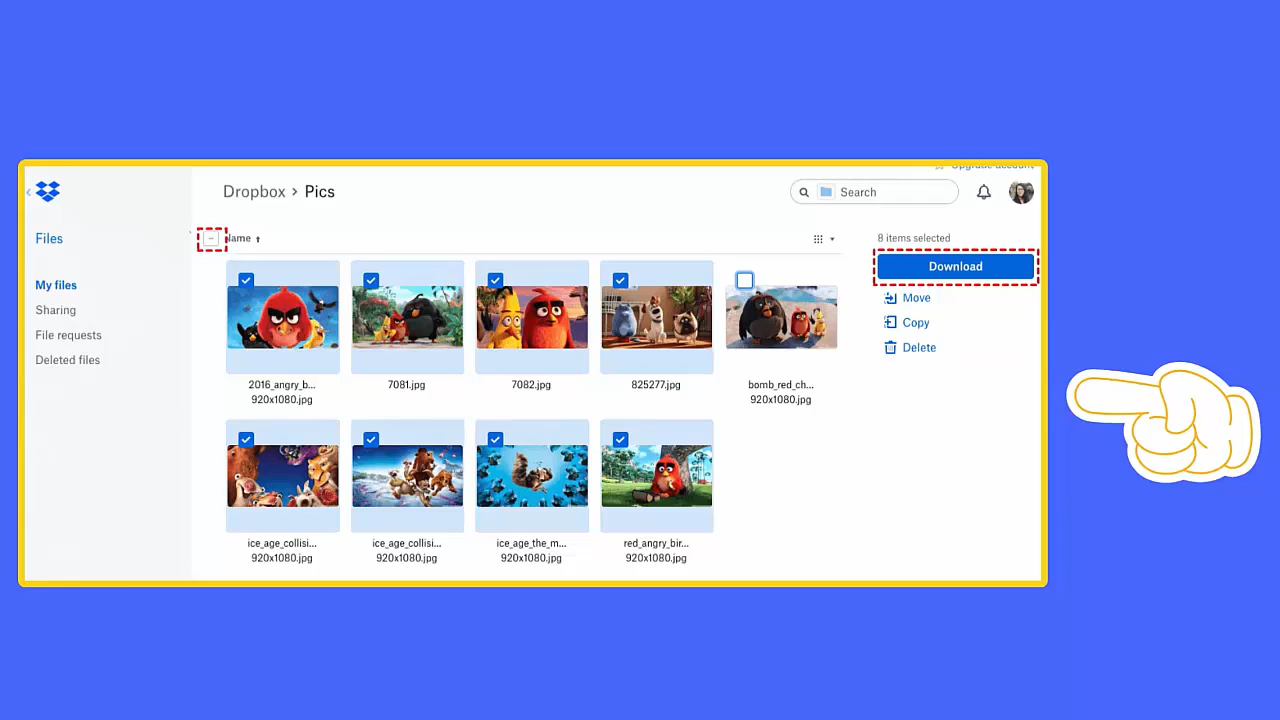 Upgrade account
Dropbox › Pics
Search
Files
Name
8 items selected
Download
My files
Move
Sharing
Copy
File requests
Delete
Deleted files
2016_angry_b...
920x1080.jpg
7081.jpg
7082.jpg
825277.jpg
bomb_red_ch...
920x1080.jpg
ice_age_collisi...
920x1080.jpg
ice_age_collisi...
920x1080.jpg
ice_age_the_m...
920x1080.jpg
red_angry_bir...
920x1080.jpg